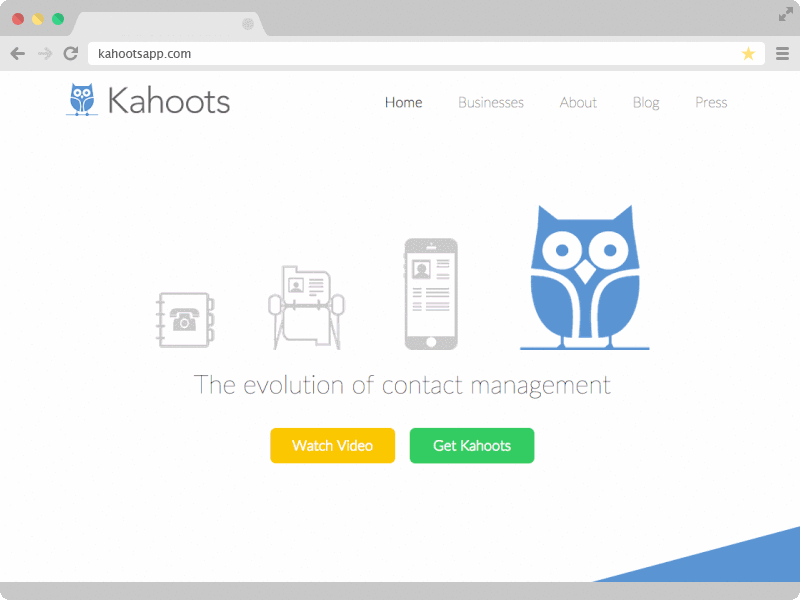 kahootsapp.com
Kahoots
Home Businesses About Blog Press
The evolution of contact management
Watch Video Get Kahoots